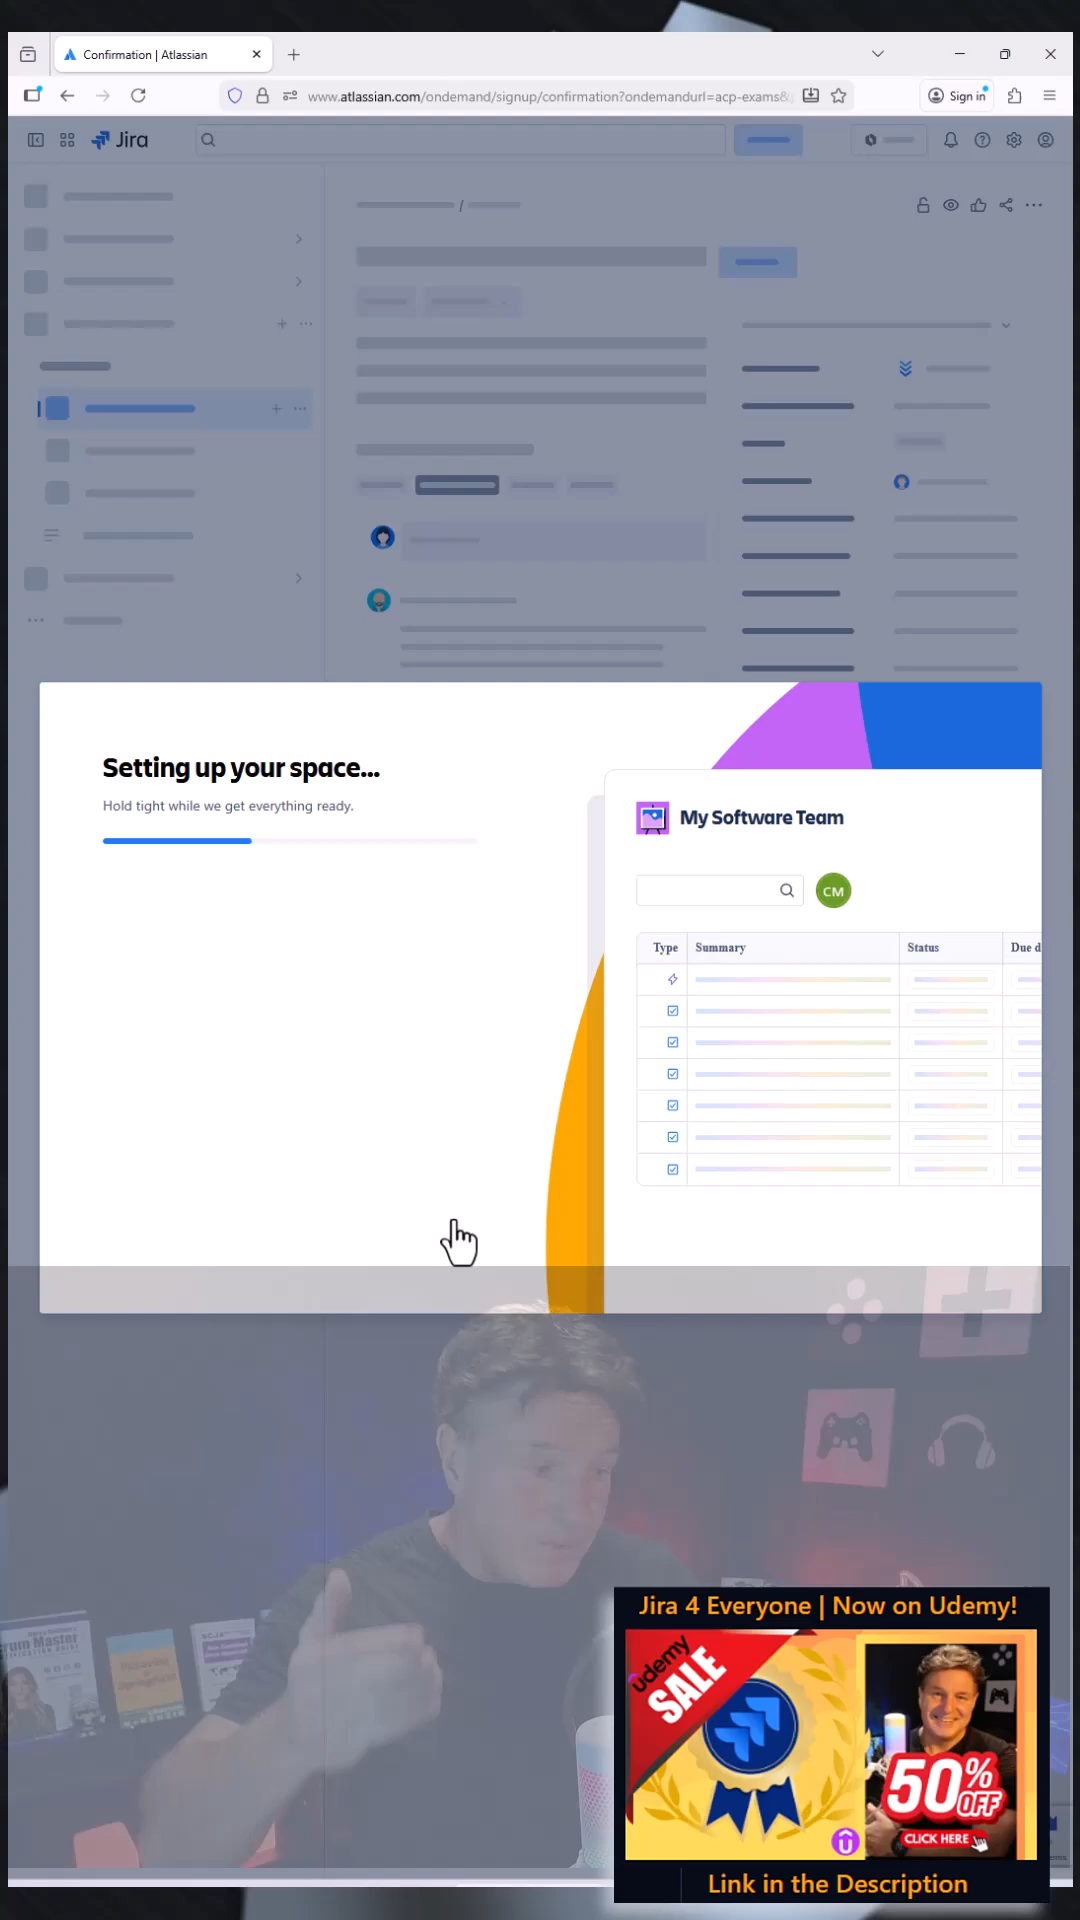 Confirmation | Atlassian
www.atlassian.com/ondemand/signup/confirmation?ondemandurl=acp-exams&
Sign in
Jira
/
Setting up your space...
Hold tight while we get everything ready.
My Software Team
CM
Type Summary Status Due d
Jira 4 Everyone | Now on Udemy!
udemy
SALE
50%
OFF
CLICK HERE
Link in the Description